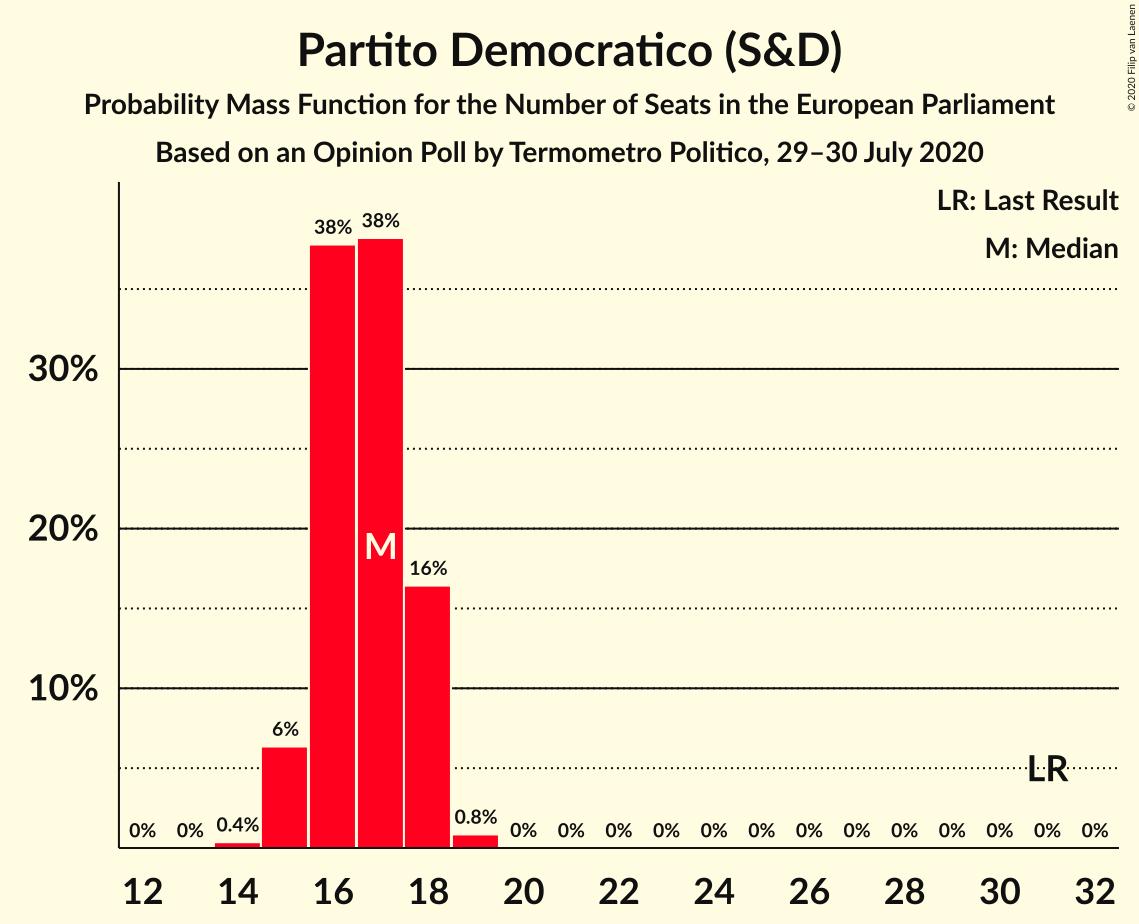 Partito Democratico (S&D)
Probability Mass Function for the Number of Seats in the European Parliament
Based on an Opinion Poll by Termometro Politico, 29–30 July 2020
© 2020 Filip van Laenen
LR: Last Result
M: Median
38% 38%
30%
20%
M
16%
10%
6%
LR
0% 0% 0.4% 0.8% 0% 0% 0% 0% 0% 0% 0% 0% 0% 0% 0% 0% 0%
12 14 16 18 20 22 24 26 28 30 32